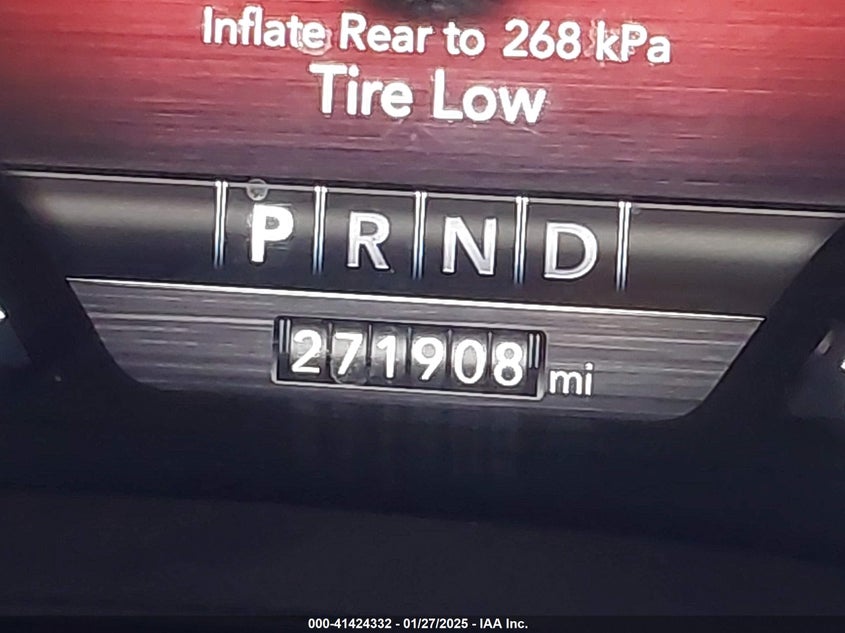 Inflate Rear to 268 kPa
Tire Low
P R N D
271908 mi
000-41424332 - 01/27/2025 - IAA Inc.